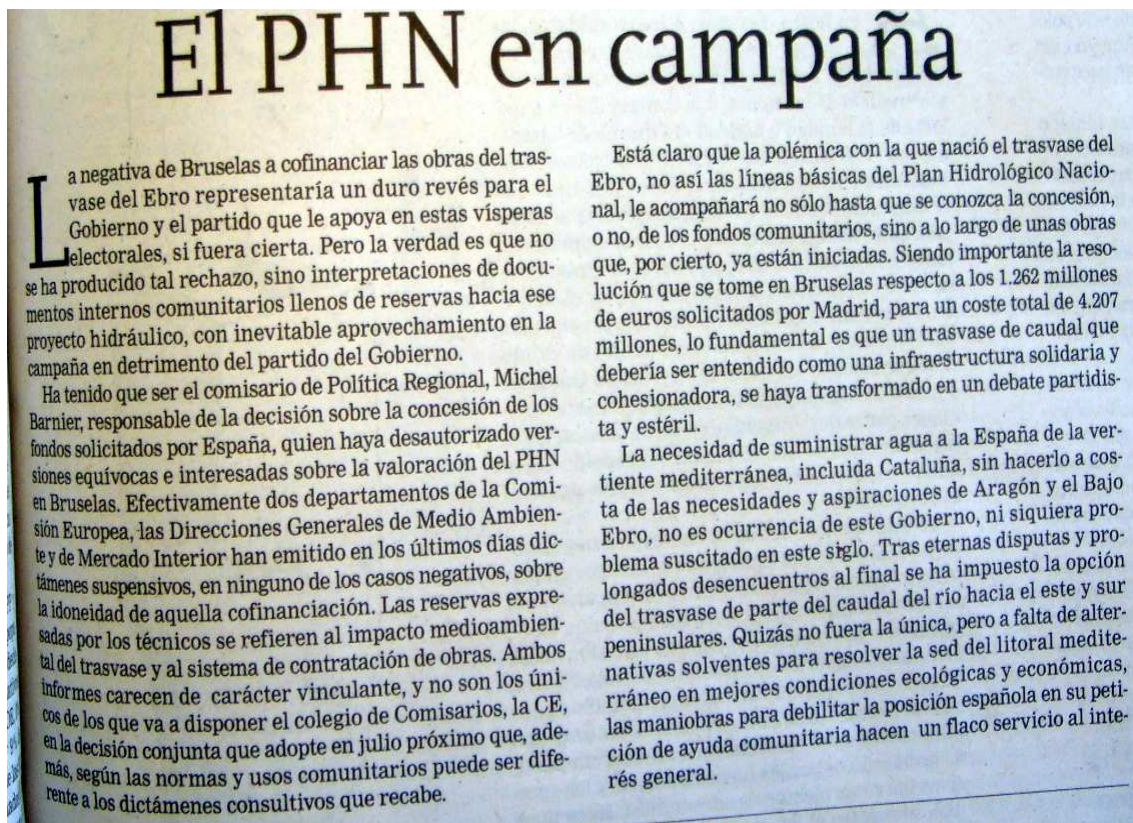 El PHN en campaña
La negativa de Bruselas a cofinanciar las obras del tras-
vase del Ebro representaría un duro revés para el
Gobierno y el partido que le apoya en estas vísperas
electorales, si fuera cierta. Pero la verdad es que no
se ha producido tal rechazo, sino interpretaciones de docu-
mentos internos comunitarios llenos de reservas hacia ese
proyecto hidráulico, con inevitable aprovechamiento en la
campaña en detrimento del partido del Gobierno.
Ha tenido que ser el comisario de Política Regional, Michel
Barnier, responsable de la decisión sobre la concesión de los
fondos solicitados por España, quien haya desautorizado ver-
siones equívocas e interesadas sobre la valoración del PHN
en Bruselas. Efectivamente dos departamentos de la Comi-
sión Europea, las Direcciones Generales de Medio Ambien-
te y de Mercado Interior han emitido en los últimos días dic-
támenes suspensivos, en ninguno de los casos negativos, sobre
la idoneidad de aquella cofinanciación. Las reservas expre-
sadas por los técnicos se refieren al impacto medioambien-
tal del trasvase y al sistema de contratación de obras. Ambos
informes carecen de carácter vinculante, y no son los úni-
cos de los que va a disponer el colegio de Comisarios, la CE,
en la decisión conjunta que adopte en julio próximo que, ade-
más, según las normas y usos comunitarios puede ser dife-
rente a los dictámenes consultivos que recabe.
Está claro que la polémica con la que nació el trasvase del
Ebro, no así las líneas básicas del Plan Hidrológico Nacio-
nal, le acompañará no sólo hasta que se conozca la concesión,
o no, de los fondos comunitarios, sino a lo largo de unas obras
que, por cierto, ya están iniciadas. Siendo importante la reso-
lución que se tome en Bruselas respecto a los 1.262 millones
de euros solicitados por Madrid, para un coste total de 4.207
millones, lo fundamental es que un trasvase de caudal que
debería ser entendido como una infraestructura solidaria y
cohesionadora, se haya transformado en un debate partidis-
ta y estéril.
La necesidad de suministrar agua a la España de la ver-
tiente mediterránea, incluida Cataluña, sin hacerlo a cos-
ta de las necesidades y aspiraciones de Aragón y el Bajo
Ebro, no es ocurrencia de este Gobierno, ni siquiera pro-
blema suscitado en este siglo. Tras eternas disputas y pro-
longados desencuentros al final se ha impuesto la opción
del trasvase de parte del caudal del río hacia el este y sur
peninsulares. Quizás no fuera la única, pero a falta de alter-
nativas solventes para resolver la sed del litoral medite-
rráneo en mejores condiciones ecológicas y económicas,
las maniobras para debilitar la posición española en su peti-
ción de ayuda comunitaria hacen un flaco servicio al inte-
rés general.